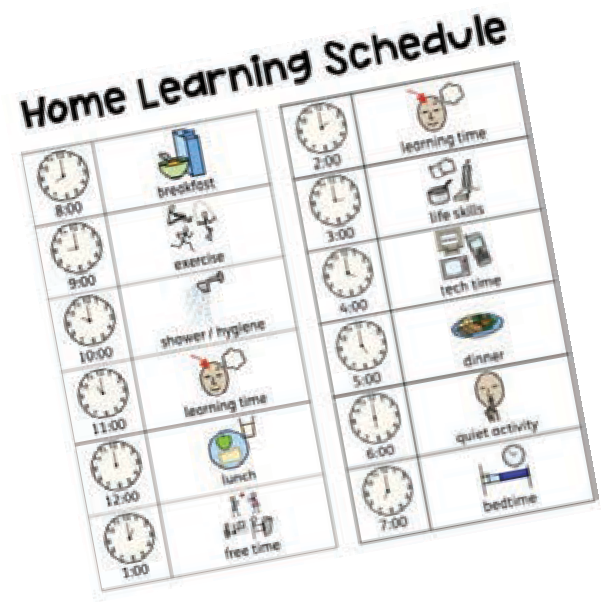 Home Learning Schedule
8:00 breakfast
9:00 exercise
10:00 shower / hygiene
11:00 learning time
12:00 lunch
1:00 free time
2:00 learning time
3:00 life skills
4:00 tech time
5:00 dinner
6:00 quiet activity
7:00 bedtime